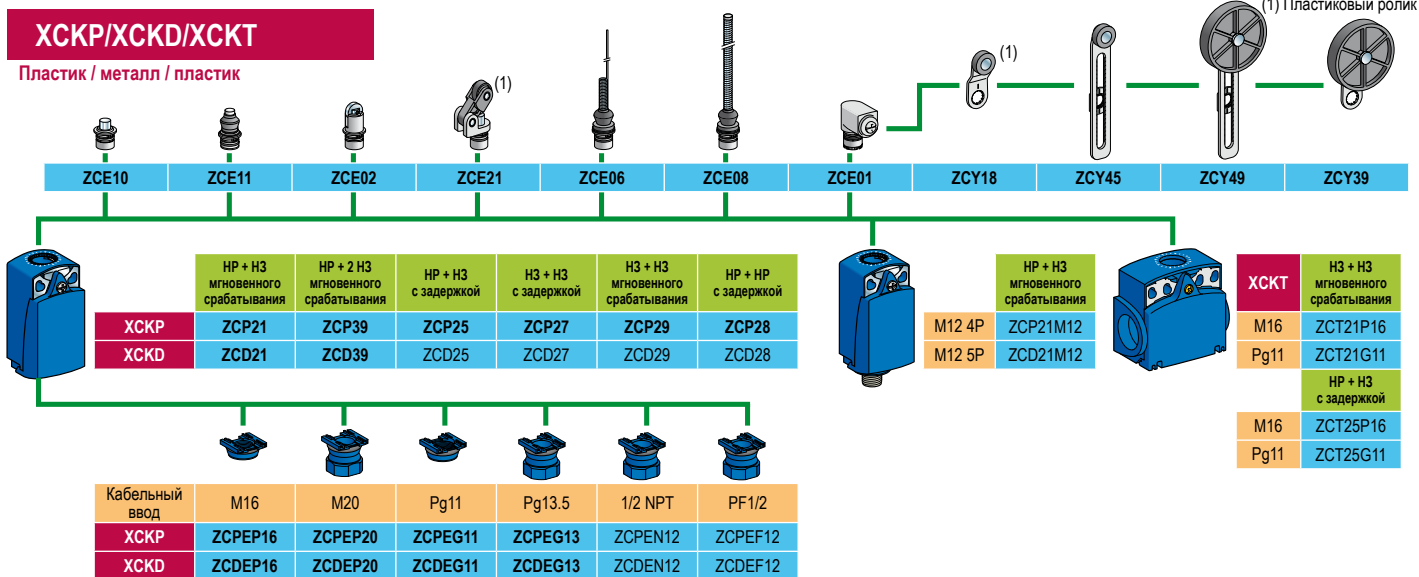 (1) Пластиковый ролик
XCKP/XCKD/XCKT
Пластик / металл / пластик
(1)
(1)
ZCE10 ZCE11 ZCE02 ZCE21 ZCE06 ZCE08 ZCE01 ZCY18 ZCY45 ZCY49 ZCY39
НР + НЗ мгновенного срабатывания НР + 2 НЗ мгновенного срабатывания НР + НЗ с задержкой НЗ + НЗ с задержкой НЗ + НЗ мгновенного срабатывания НР + НР с задержкой
XCKP ZCP21 ZCP39 ZCP25 ZCP27 ZCP29 ZCP28
XCKD ZCD21 ZCD39 ZCD25 ZCD27 ZCD29 ZCD28
НР + НЗ мгновенного срабатывания
M12 4P ZCP21M12
M12 5P ZCD21M12
XCKT НЗ + НЗ мгновенного срабатывания
M16 ZCT21P16
Pg11 ZCT21G11
НР + НЗ с задержкой
M16 ZCT25P16
Pg11 ZCT25G11
Кабельный ввод M16 M20 Pg11 Pg13.5 1/2 NPT PF1/2
XCKP ZCPEP16 ZCPEP20 ZCPEG11 ZCPEG13 ZCPEN12 ZCPEF12
XCKD ZCDEP16 ZCDEP20 ZCDEG11 ZCDEG13 ZCDEN12 ZCDEF12